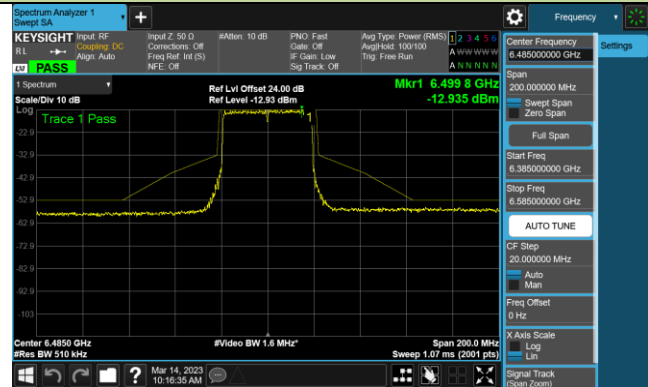 Spectrum Analyzer 1
Swept SA
+
Frequency
KEYSIGHT
RL
PASS
Input: RF
Coupling: DC
Align: Auto
Input Z: 50 Ω
Corrections: Off
Freq Ref: Int (S)
NFE: Off
#Atten: 10 dB
PNO: Fast
Gate: Off
IF Gain: Low
Sig Track: Off
Avg Type: Power (RMS)
Avg|Hold: 100/100
Trig: Free Run
1 2 3 4 5 6
A W W W W W
A N N N N N
1 Spectrum
Scale/Div 10 dB
Ref Lvl Offset 24.00 dB
Ref Level -12.93 dBm
Mkr1 6.499 8 GHz
-12.935 dBm
Log
Trace 1 Pass
1
-22.9
-32.9
-42.9
-52.9
-62.9
-72.9
-82.9
-92.9
-103
Center 6.4850 GHz
#Res BW 510 kHz
#Video BW 1.6 MHz*
Span 200.0 MHz
Sweep 1.07 ms (2001 pts)
Center Frequency
6.485000000 GHz
Settings
Span
200.000000 MHz
Swept Span
Zero Span
Full Span
Start Freq
6.385000000 GHz
Stop Freq
6.585000000 GHz
AUTO TUNE
CF Step
20.000000 MHz
Auto
Man
Freq Offset
0 Hz
X Axis Scale
Log
Lin
Signal Track
(Span Zoom)
?
Mar 14, 2023
10:16:35 AM